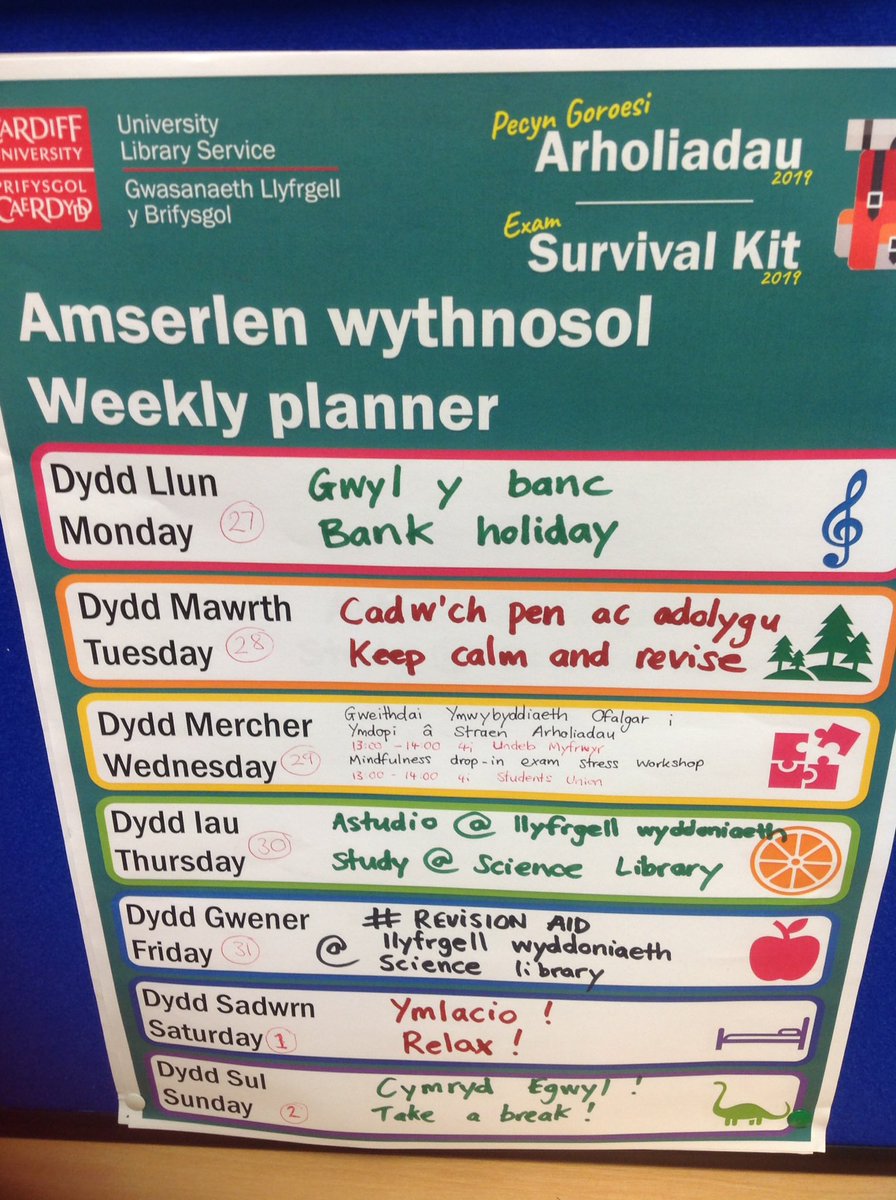 CARDIFF
UNIVERSITY
PRIFYSGOL
CAERDYDD
University
Library Service
Gwasanaeth Llyfrgell
y Brifysgol
Pecyn Goroesi
Arholiadau
2019
Exam
Survival Kit
2019
Amserlen wythnosol
Weekly planner
Dydd Llun
Monday 27
Gwyl y banc
Bank holiday
Dydd Mawrth
Tuesday 28
Cadw'ch pen ac adolygu
Keep calm and revise
Dydd Mercher
Wednesday 29
Gweithdai Ymwybyddiaeth Ofalgar i
Ymdopi â Straen Arholiadau
13:00 - 14:00 4i Undeb Myfrwyr
Mindfulness drop-in exam stress workshop
13:00 - 14:00 4i Students Union
Dydd Iau
Thursday 30
Astudio @ llyfrgell wyddoniaeth
Study @ Science Library
Dydd Gwener
Friday 31
# REVISION AID
@ llyfrgell wyddoniaeth
Science library
Dydd Sadwrn
Saturday 1
Ymlacio !
Relax !
Dydd Sul
Sunday 2
Cymryd Egwyl !
Take a break !